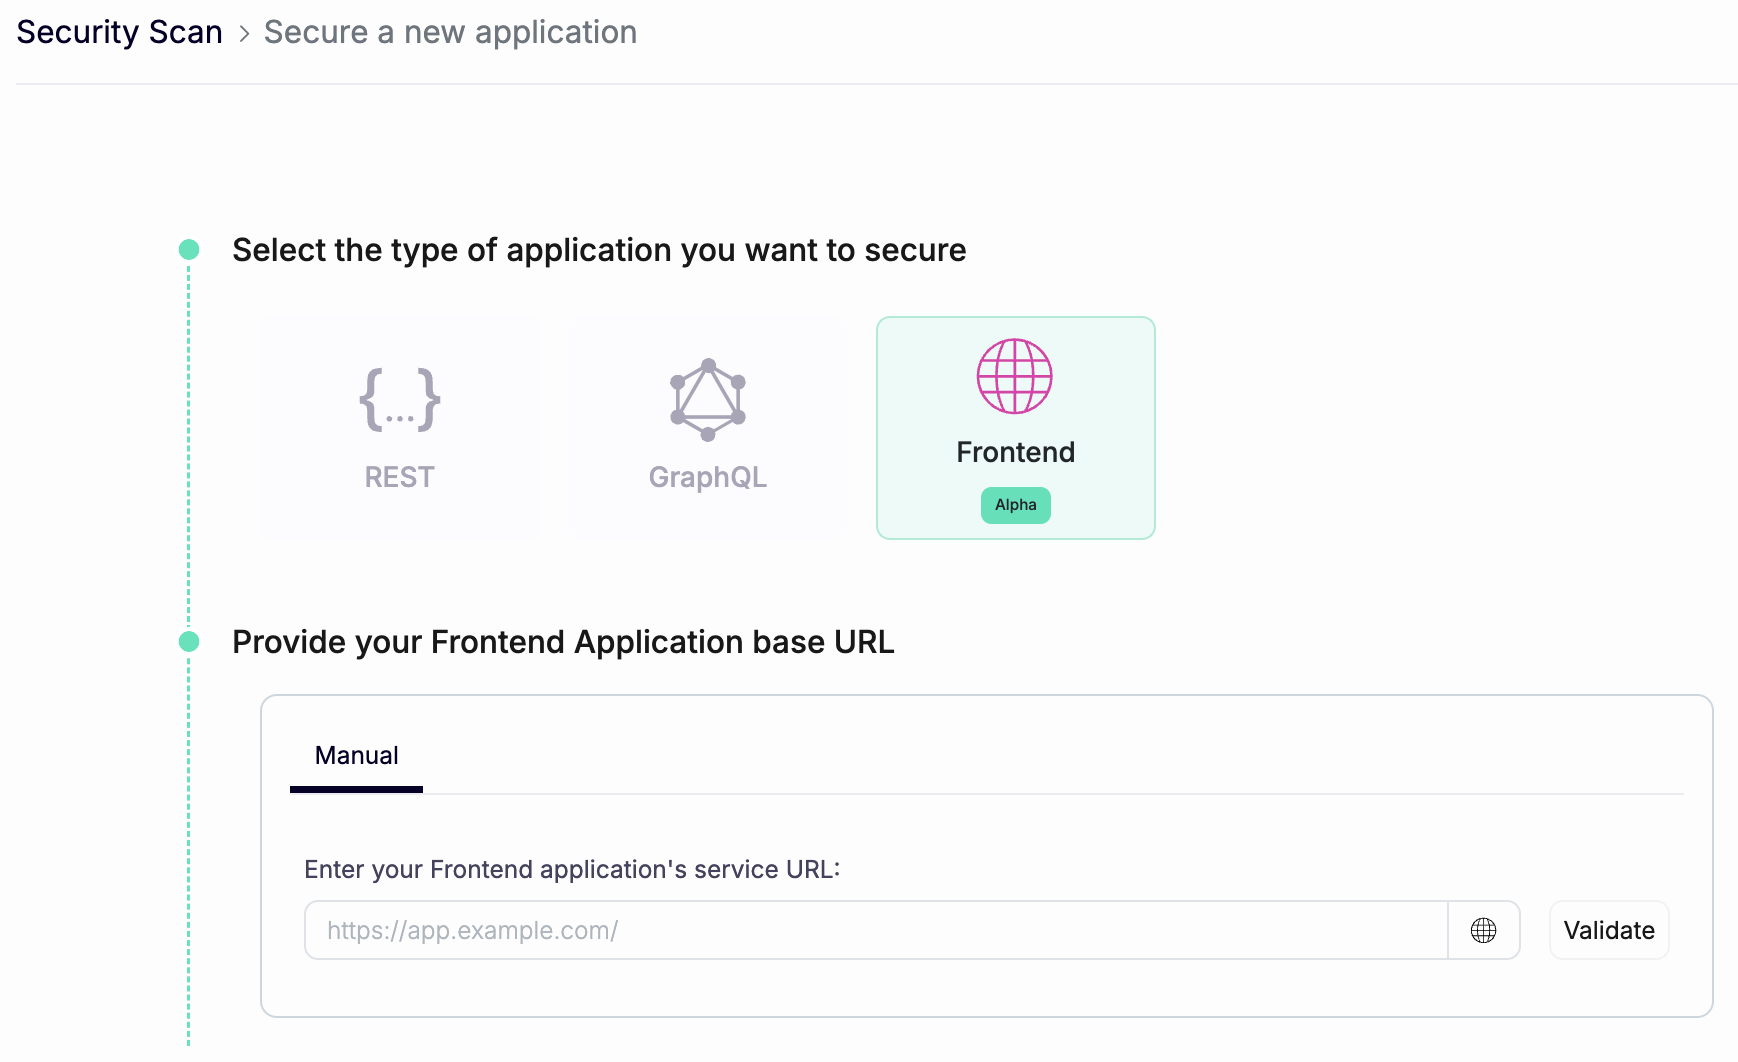 Security Scan > Secure a new application
Select the type of application you want to secure
{...}
REST
GraphQL
Frontend
Alpha
Provide your Frontend Application base URL
Manual
Enter your Frontend application's service URL:
https://app.example.com/
Validate